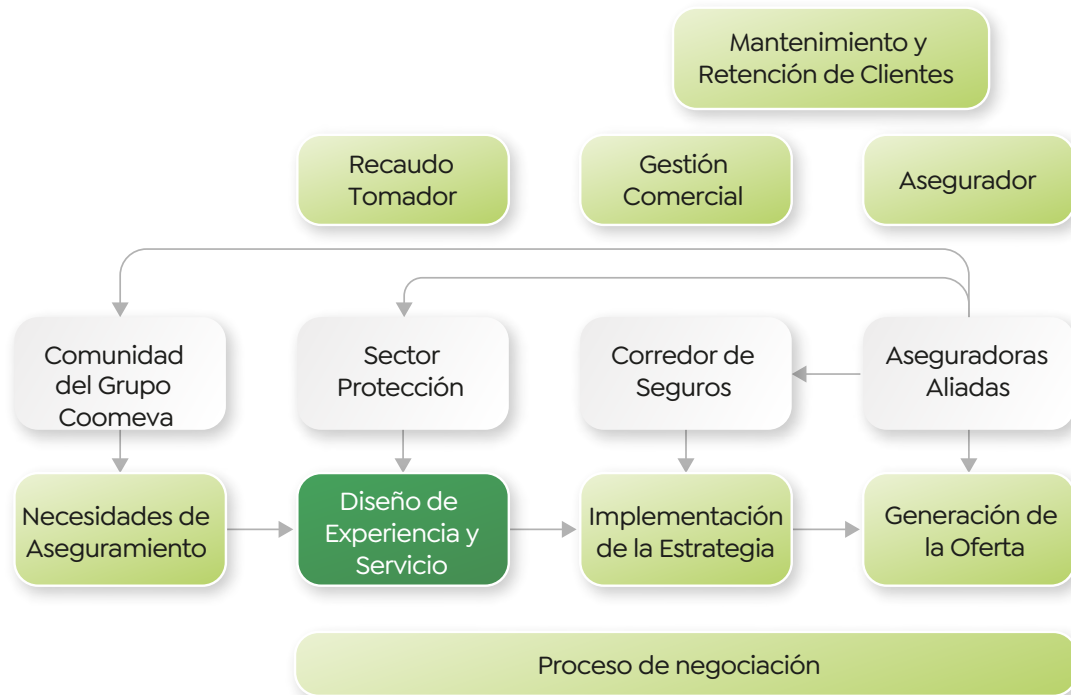 Mantenimiento y
Retención de Clientes
Recaudo
Tomador
Gestión
Comercial
Asegurador
Comunidad
del Grupo
Coomeva
Sector
Protección
Corredor de
Seguros
Aseguradoras
Aliadas
Necesidades de
Aseguramiento
Diseño de
Experiencia y
Servicio
Implementación
de la Estrategia
Generación de
la Oferta
Proceso de negociación